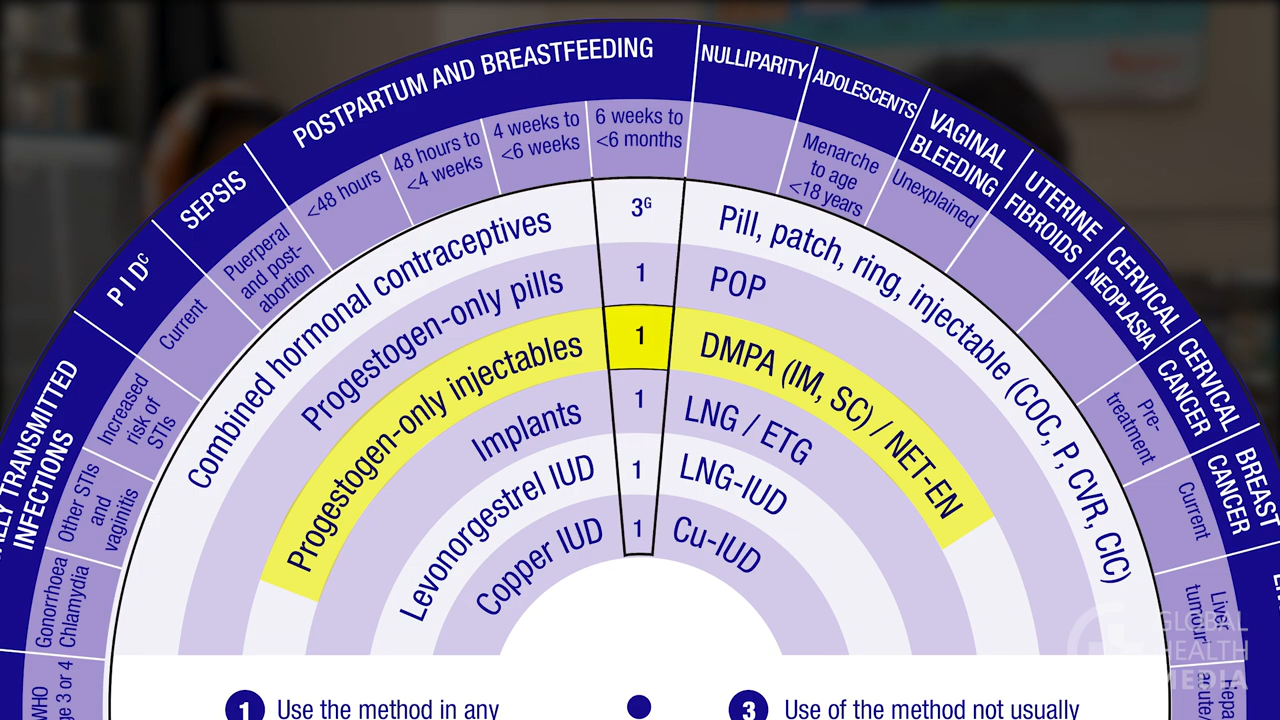 POSTPARTUM AND BREASTFEEDING
<48 hours
48 hours to
<4 weeks
4 weeks to
<6 weeks
6 weeks to
<6 months
NULLIPARITY
ADOLESCENTS
Menarche
to age
<18 years
VAGINAL
BLEEDING
Unexplained
UTERINE
FIBROIDS
CERVICAL
NEOPLASIA
CERVICAL
CANCER
Pre-
treatment
BREAST
CANCER
Current
Liver
tumour
SEPSIS
Puerperal
and post-
abortion
P I Dᶜ
Current
TRANSMITTED
INFECTIONS
Increased
risk of
STIs
Other STIs
and
vaginitis
Gonorrhoea
Chlamydia
WHO
3 or 4
Combined hormonal contraceptives
3ᴳ
Pill, patch, ring, injectable (COC, P, CVR, CIC)
Progestogen-only pills
1
POP
Progestogen-only injectables
1
DMPA (IM, SC) / NET-EN
Implants
1
LNG / ETG
Levonorgestrel IUD
1
LNG-IUD
Copper IUD
1
Cu-IUD
1 Use the method in any
3 Use of the method not usually
GLOBAL
HEALTH
MEDIA